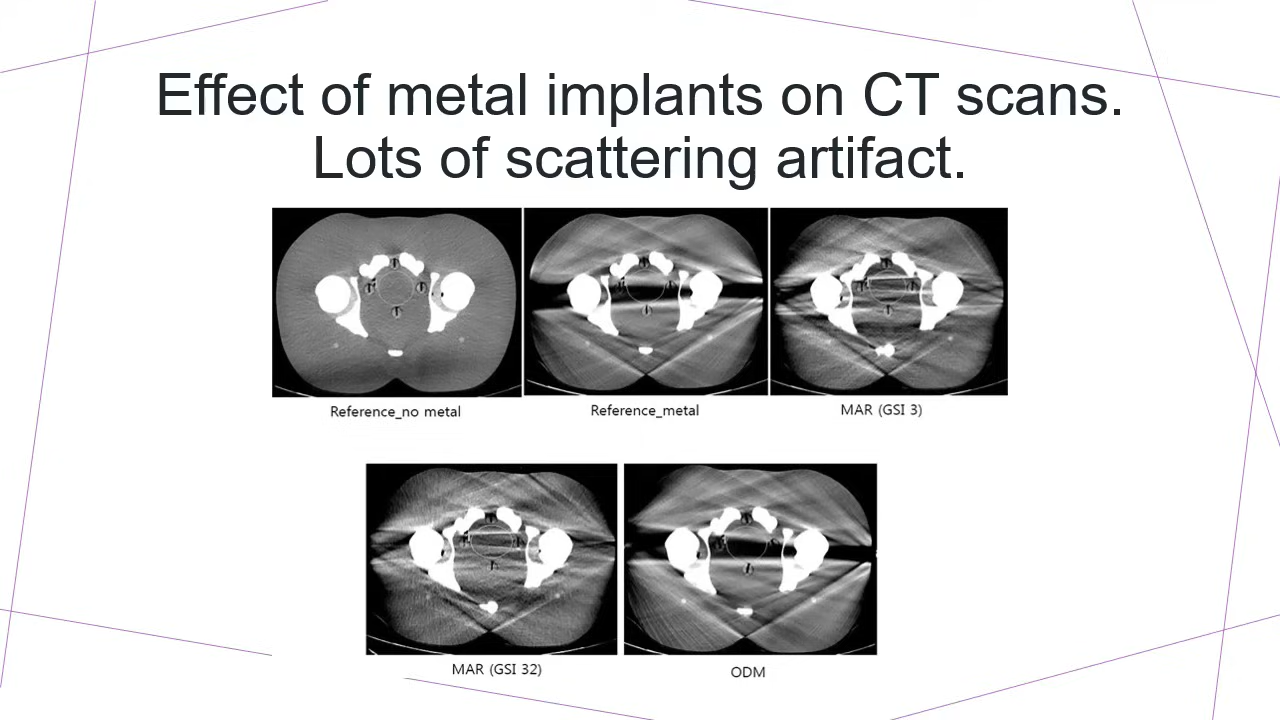 Effect of metal implants on CT scans.
Lots of scattering artifact.
Reference_no metal
Reference_metal
MAR (GSI 3)
MAR (GSI 32)
ODM